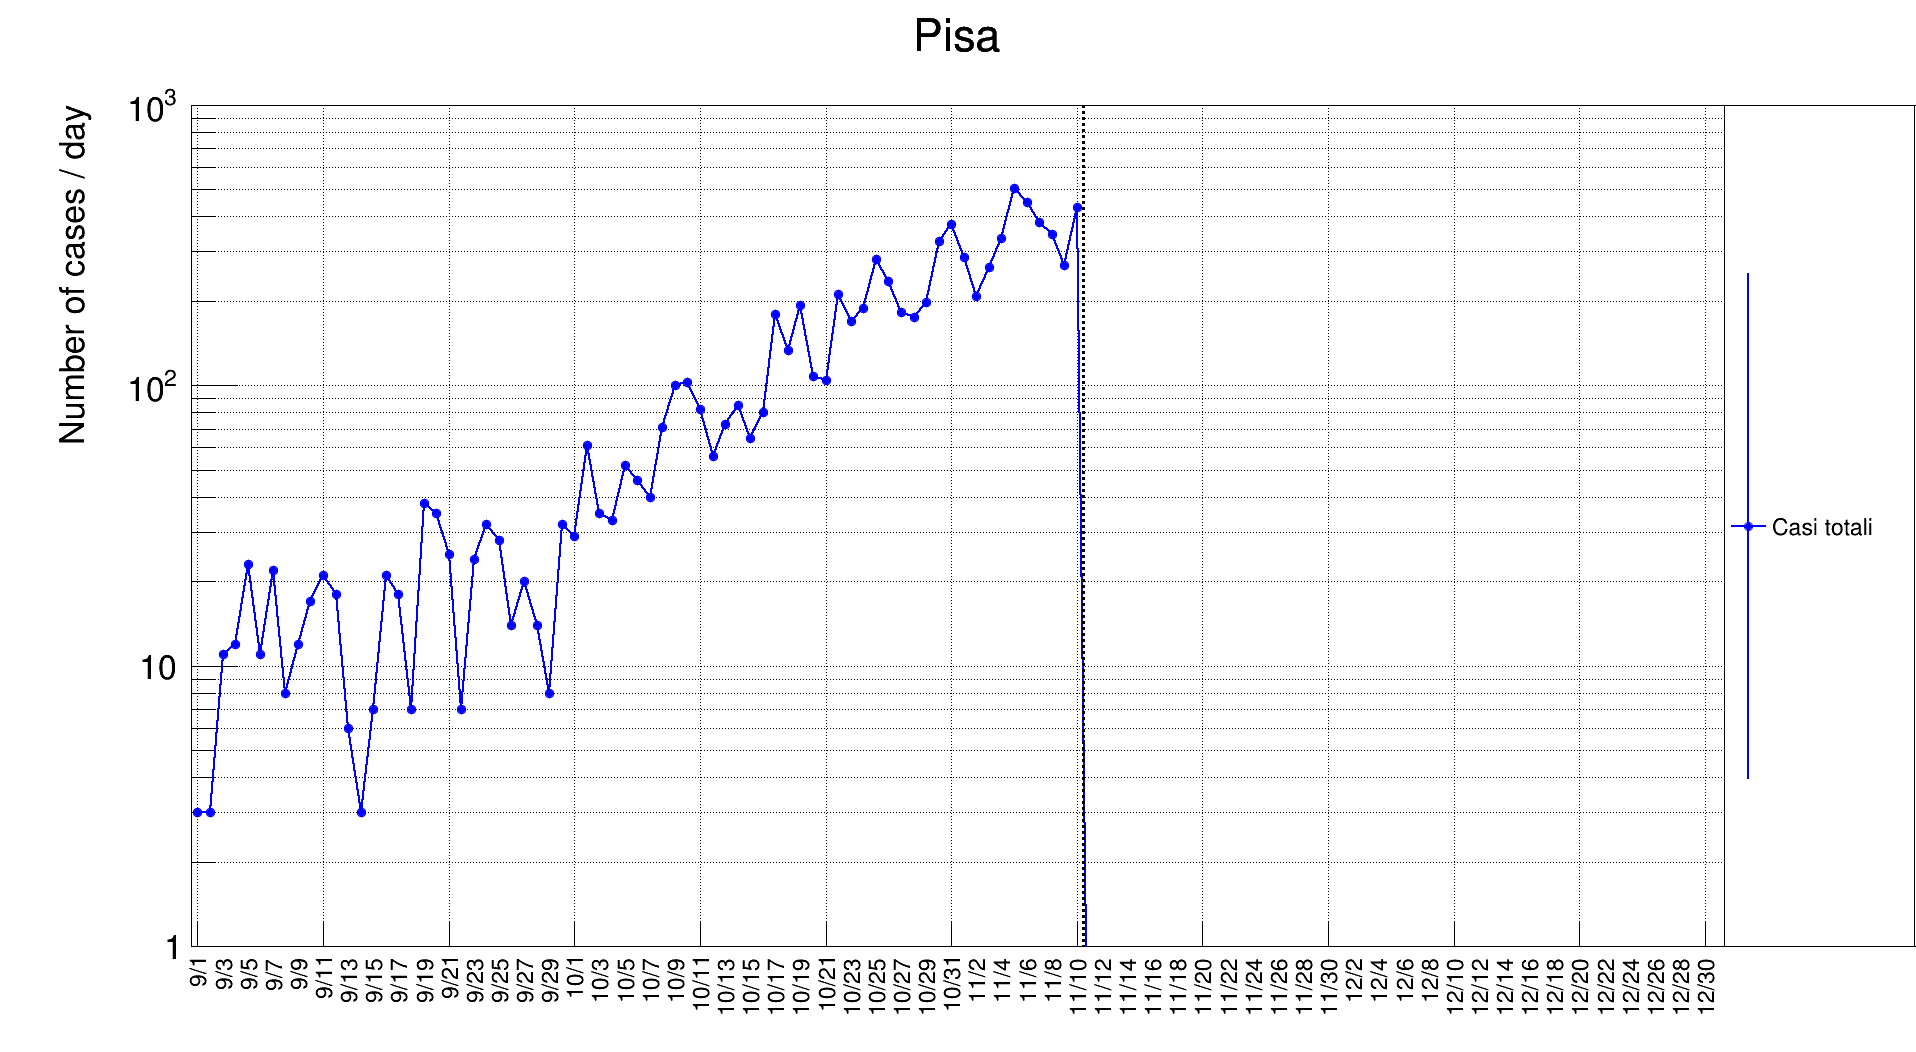 Pisa
Number of cases / day
10³
10²
10
1
9/1 9/3 9/5 9/7 9/9 9/11 9/13 9/15 9/17 9/19 9/21 9/23 9/25 9/27 9/29 10/1 10/3 10/5 10/7 10/9 10/11 10/13 10/15 10/17 10/19 10/21 10/23 10/25 10/27 10/29 10/31 11/2 11/4 11/6 11/8 11/10 11/12 11/14 11/16 11/18 11/20 11/22 11/24 11/26 11/28 11/30 12/2 12/4 12/6 12/8 12/10 12/12 12/14 12/16 12/18 12/20 12/22 12/24 12/26 12/28 12/30
Casi totali